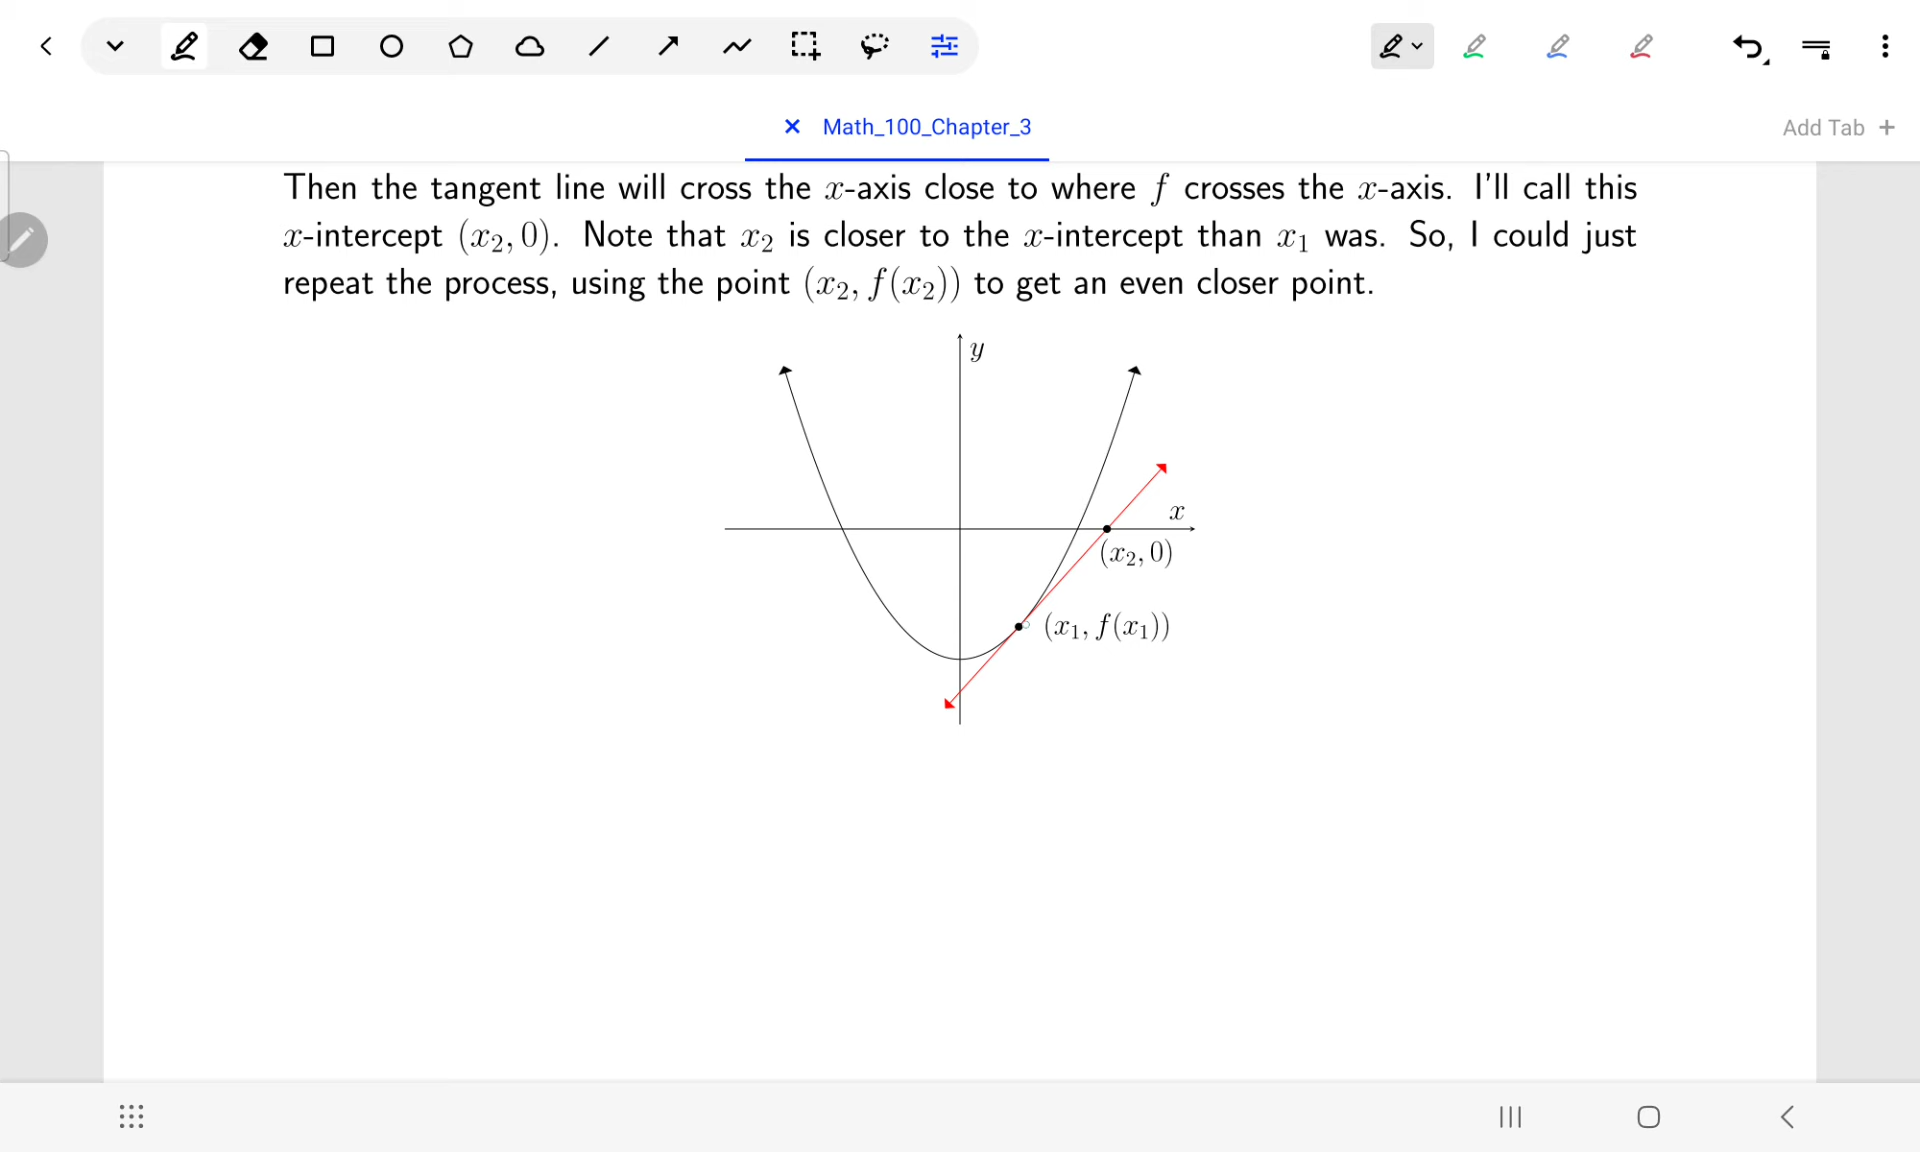 Math_100_Chapter_3
Add Tab +
Then the tangent line will cross the x-axis close to where f crosses the x-axis. I'll call this
x-intercept (x₂, 0). Note that x₂ is closer to the x-intercept than x₁ was. So, I could just
repeat the process, using the point (x₂, f(x₂)) to get an even closer point.
y
x
(x₂, 0)
(x₁, f(x₁))